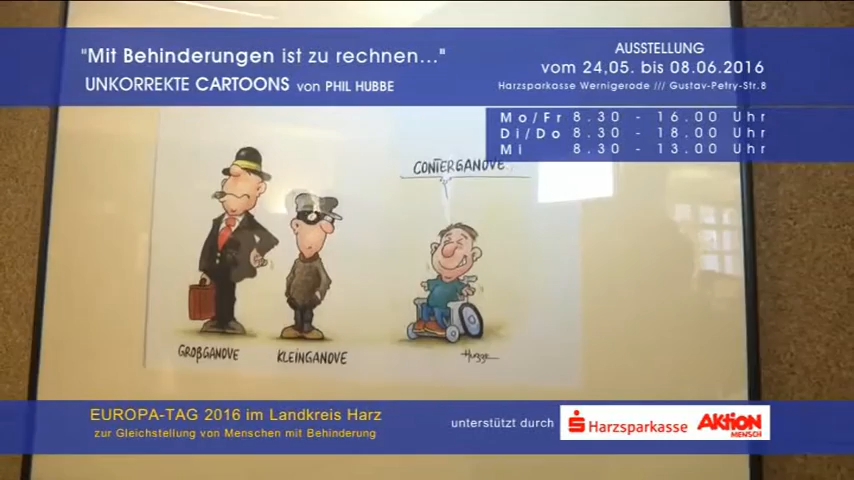 "Mit Behinderungen ist zu rechnen..."
UNKORREKTE CARTOONS von PHIL HUBBE
AUSSTELLUNG
vom 24,05. bis 08.06.2016
Harzsparkasse Wernigerode /// Gustav-Petry-Str.8
Mo/Fr 8.30 - 16.00 Uhr
Di/Do 8.30 - 18.00 Uhr
Mi 8.30 - 13.00 Uhr
CONTERGANOVE
GROßGANOVE
KLEINGANOVE
Hubbe
EUROPA-TAG 2016 im Landkreis Harz
zur Gleichstellung von Menschen mit Behinderung
unterstützt durch
Harzsparkasse
AKTION
MENSCH